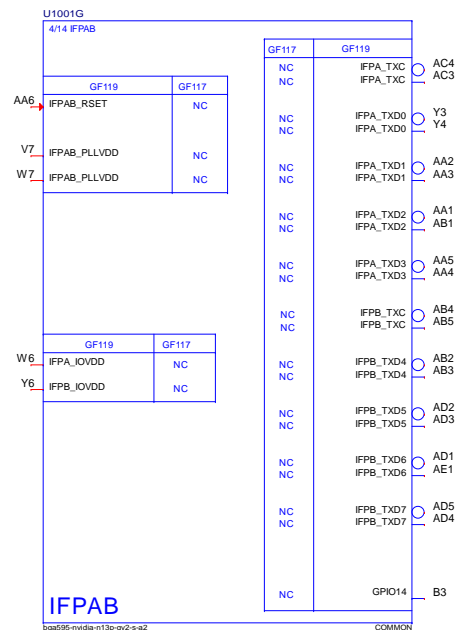 U1001G
4/14 IFPAB
GF119 GF117
AA6 IFPAB_RSET NC
V7 IFPAB_PLLVDD NC
W7 IFPAB_PLLVDD NC
GF119 GF117
W6 IFPA_IOVDD NC
Y6 IFPB_IOVDD NC
GF117 GF119
NC IFPA_TXC AC4
NC IFPA_TXC AC3
NC IFPA_TXD0 Y3
NC IFPA_TXD0 Y4
NC IFPA_TXD1 AA2
NC IFPA_TXD1 AA3
NC IFPA_TXD2 AA1
NC IFPA_TXD2 AB1
NC IFPA_TXD3 AA5
NC IFPA_TXD3 AA4
NC IFPB_TXC AB4
NC IFPB_TXC AB5
NC IFPB_TXD4 AB2
NC IFPB_TXD4 AB3
NC IFPB_TXD5 AD2
NC IFPB_TXD5 AD3
NC IFPB_TXD6 AD1
NC IFPB_TXD6 AE1
NC IFPB_TXD7 AD5
NC IFPB_TXD7 AD4
NC GPIO14 B3
IFPAB
bga595-nvidia-n13p-gv2-s-a2 COMMON